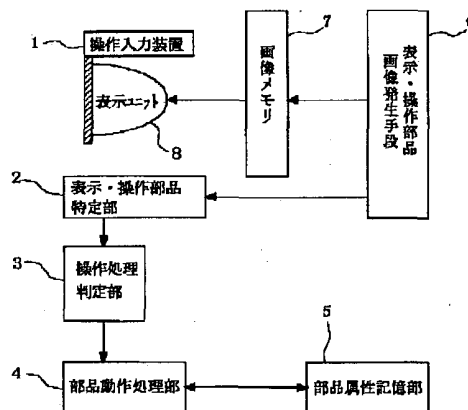 1
操作入力装置
表示ユニット
8
7
画像メモリ
6
表示・操作部品
画像発生手段
2
表示・操作部品
特定部
3
操作処理
判定部
4
部品動作処理部
5
部品属性記憶部